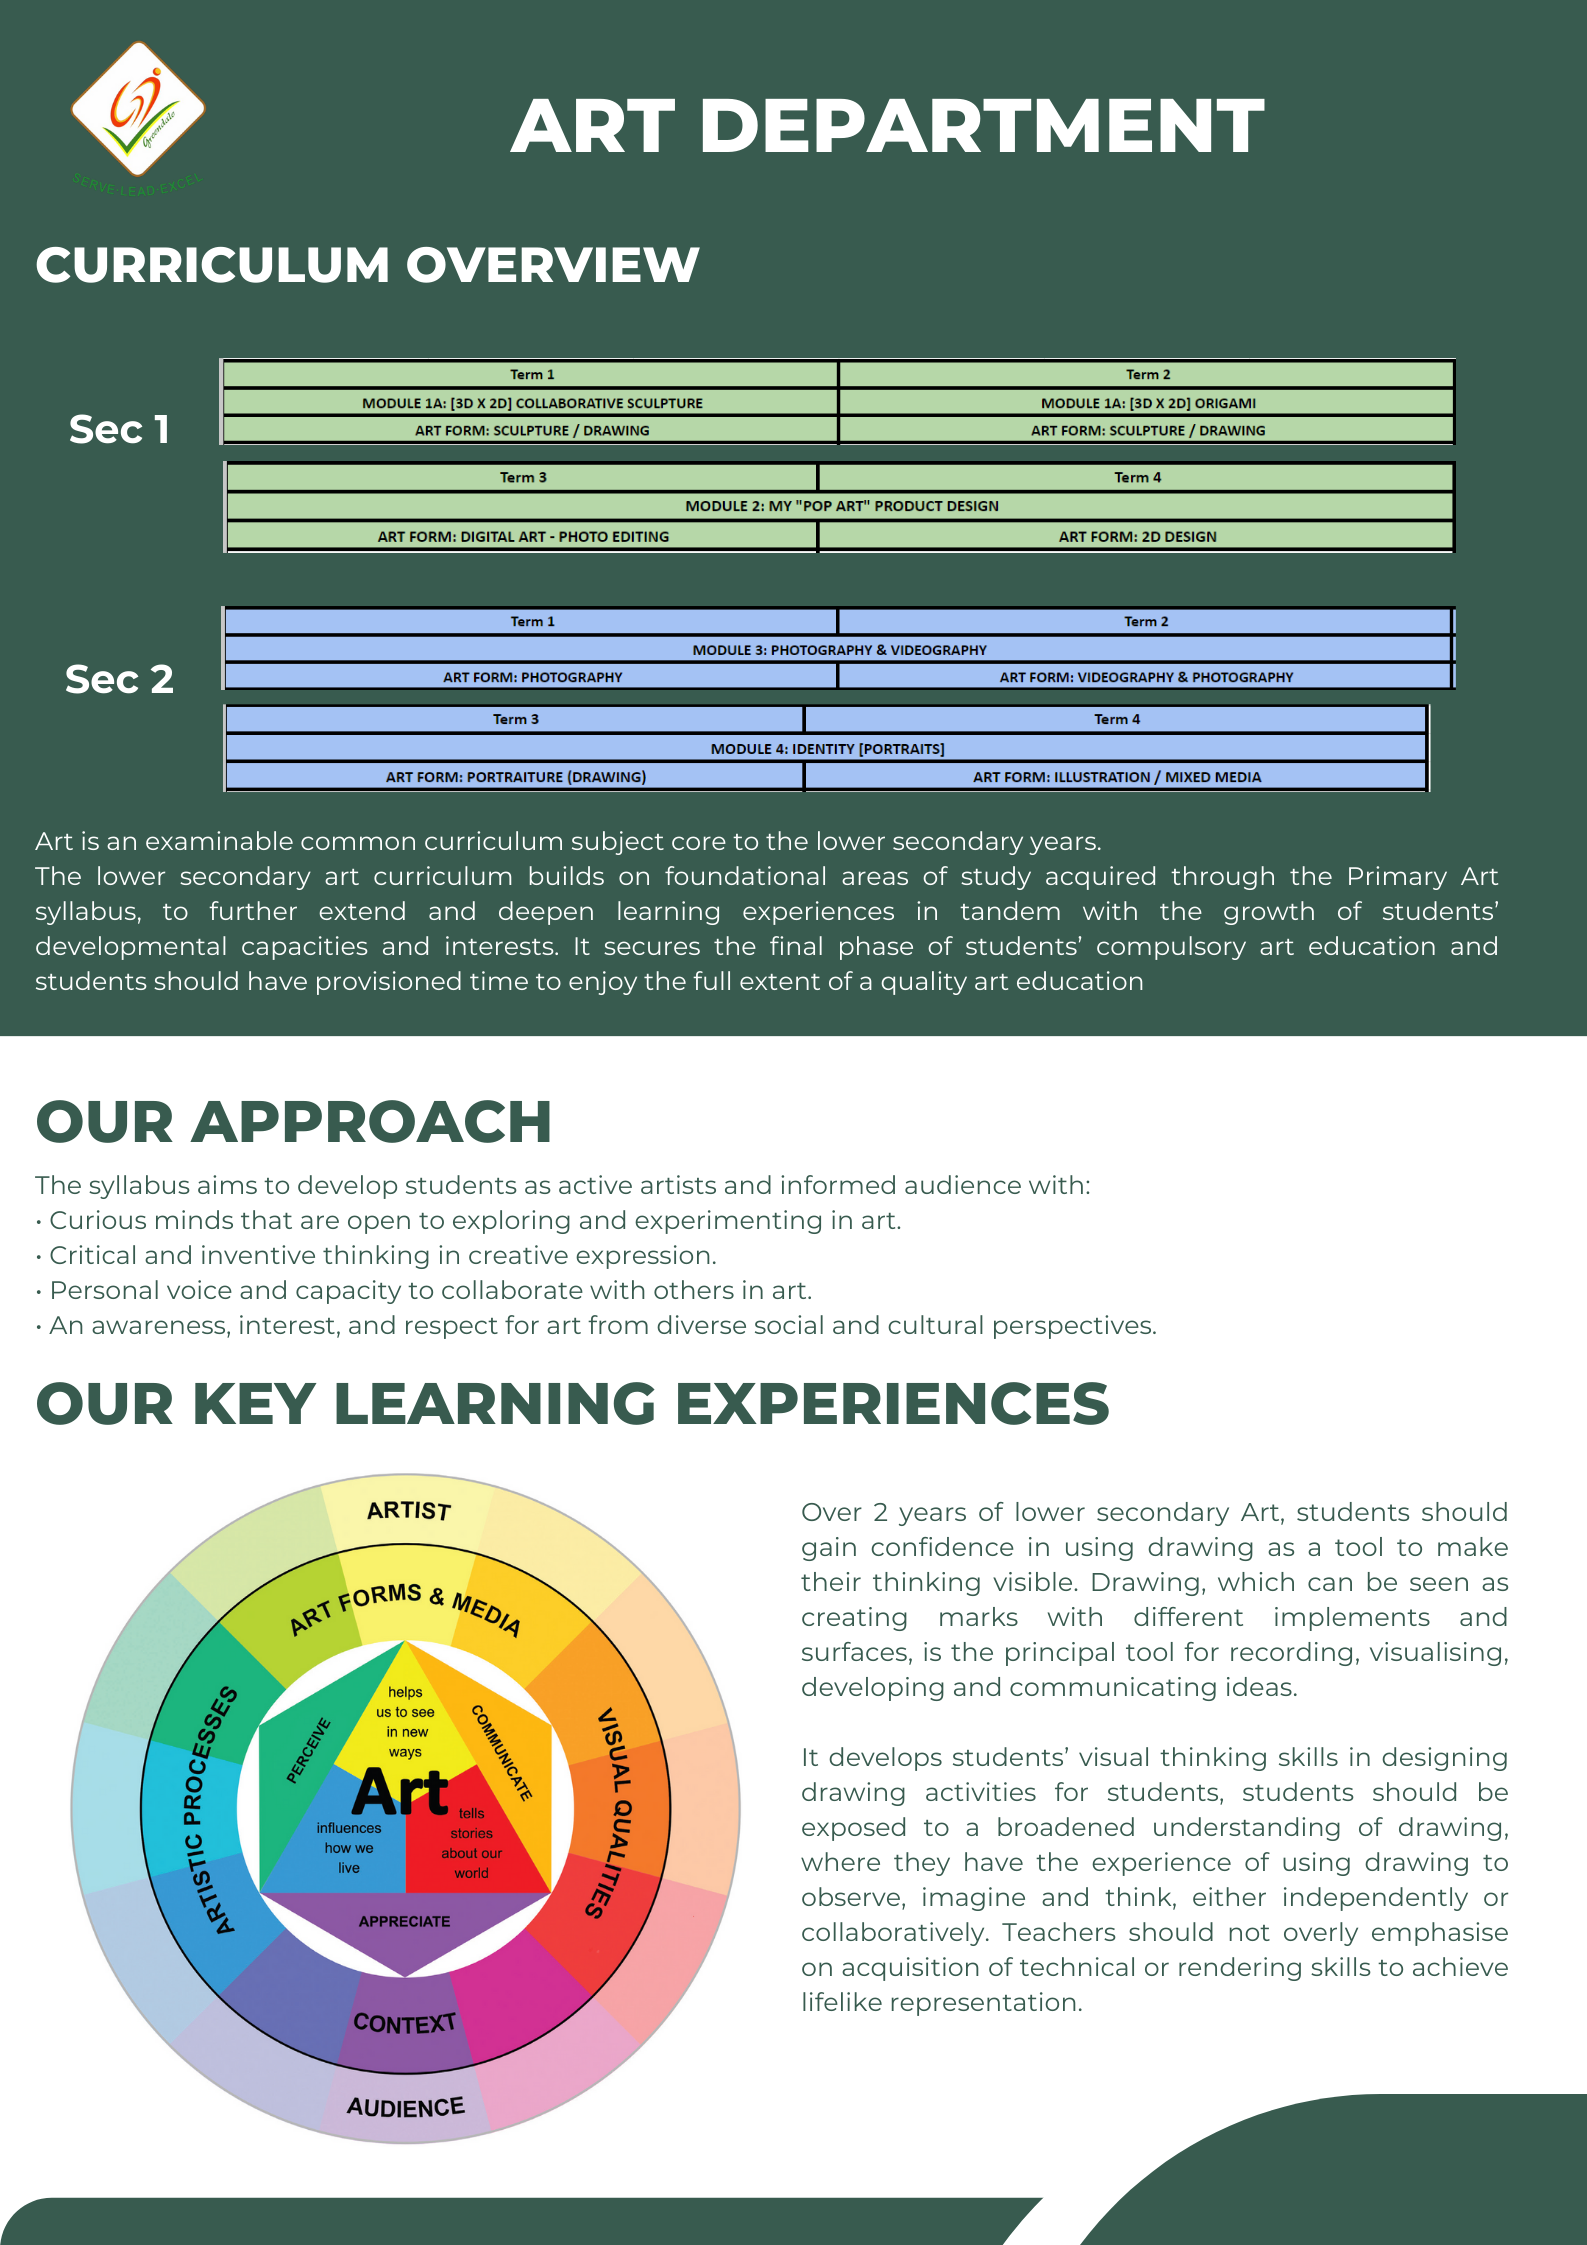 Greendale
SERVE·LEAD·EXCEL
ART DEPARTMENT
CURRICULUM OVERVIEW
Sec 1
Term 1
Term 2
MODULE 1A: [3D X 2D] COLLABORATIVE SCULPTURE
MODULE 1A: [3D X 2D] ORIGAMI
ART FORM: SCULPTURE / DRAWING
ART FORM: SCULPTURE / DRAWING
Term 3
Term 4
MODULE 2: MY "POP ART" PRODUCT DESIGN
ART FORM: DIGITAL ART - PHOTO EDITING
ART FORM: 2D DESIGN
Sec 2
Term 1
Term 2
MODULE 3: PHOTOGRAPHY & VIDEOGRAPHY
ART FORM: PHOTOGRAPHY
ART FORM: VIDEOGRAPHY & PHOTOGRAPHY
Term 3
Term 4
MODULE 4: IDENTITY [PORTRAITS]
ART FORM: PORTRAITURE (DRAWING)
ART FORM: ILLUSTRATION / MIXED MEDIA
Art is an examinable common curriculum subject core to the lower secondary years.
The lower secondary art curriculum builds on foundational areas of study acquired through the Primary Art
syllabus, to further extend and deepen learning experiences in tandem with the growth of students’
developmental capacities and interests. It secures the final phase of students’ compulsory art education and
students should have provisioned time to enjoy the full extent of a quality art education
OUR APPROACH
The syllabus aims to develop students as active artists and informed audience with:
• Curious minds that are open to exploring and experimenting in art.
• Critical and inventive thinking in creative expression.
• Personal voice and capacity to collaborate with others in art.
• An awareness, interest, and respect for art from diverse social and cultural perspectives.
OUR KEY LEARNING EXPERIENCES
ARTIST
ART FORMS & MEDIA
ARTISTIC PROCESSES
VISUAL QUALITIES
PERCEIVE
COMMUNICATE
helps
us to see
in new
ways
Art
influences
how we
live
tells
stories
about our
world
APPRECIATE
CONTEXT
AUDIENCE
Over 2 years of lower secondary Art, students should
gain confidence in using drawing as a tool to make
their thinking visible. Drawing, which can be seen as
creating marks with different implements and
surfaces, is the principal tool for recording, visualising,
developing and communicating ideas.
It develops students’ visual thinking skills in designing
drawing activities for students, students should be
exposed to a broadened understanding of drawing,
where they have the experience of using drawing to
observe, imagine and think, either independently or
collaboratively. Teachers should not overly emphasise
on acquisition of technical or rendering skills to achieve
lifelike representation.